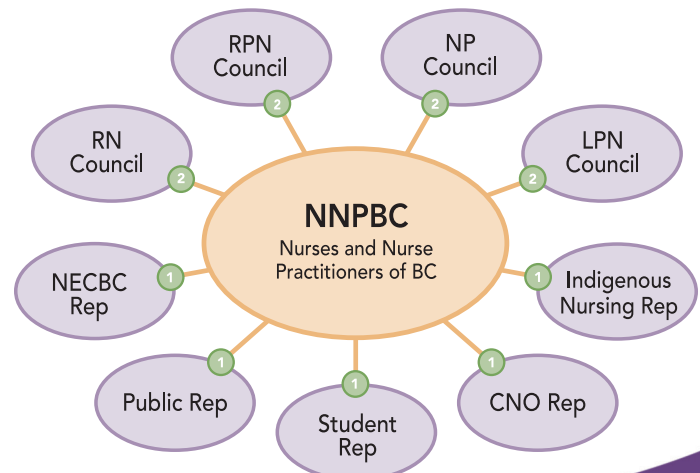 RPN
Council
2
NP
Council
2
RN
Council
2
LPN
Council
2
NNPBC
Nurses and Nurse
Practitioners of BC
NECBC
Rep
1
Indigenous
Nursing Rep
1
Public Rep
1
Student
Rep
1
CNO Rep
1